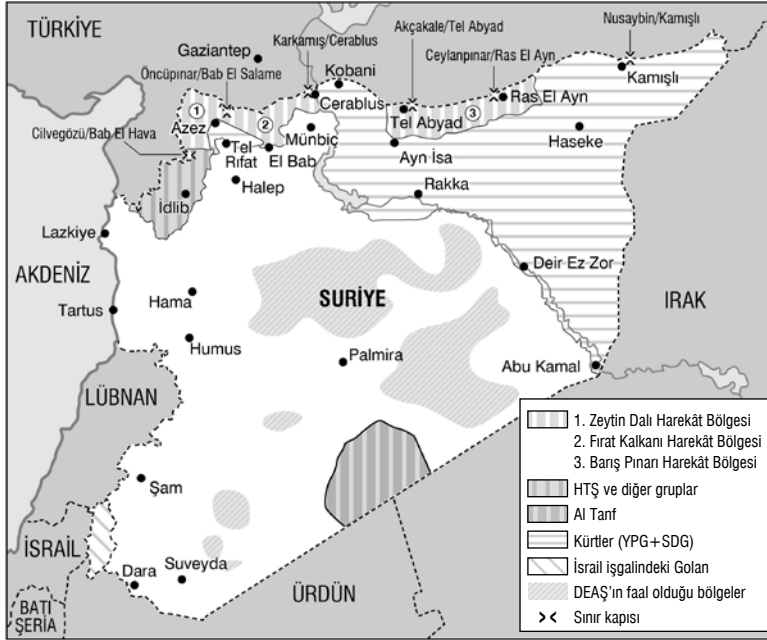 TÜRKİYE
Gaziantep
Öncüpınar/Bab El Salame
Karkamış/Cerablus
Kobani
Akçakale/Tel Abyad
Ceylanpınar/Ras El Ayn
Nusaybin/Kamışlı
Kamışlı
1
Azez
2
Cerablus
Tel Abyad
3
Ras El Ayn
Cilvegözü/Bab El Hava
Tel
Rıfat
El Bab
Münbiç
Ayn İsa
Haseke
İdlib
Halep
Rakka
Lazkiye
AKDENİZ
Deir Ez Zor
Hama
SURİYE
IRAK
Tartus
Humus
Palmira
Abu Kamal
LÜBNAN
Şam
İSRAİL
Dara
Suveyda
ÜRDÜN
BATI
ŞERİA
1. Zeytin Dalı Harekât Bölgesi
2. Fırat Kalkanı Harekât Bölgesi
3. Barış Pınarı Harekât Bölgesi
HTŞ ve diğer gruplar
Al Tanf
Kürtler (YPG+SDG)
İsrail işgalindeki Golan
DEAŞ'ın faal olduğu bölgeler
Sınır kapısı